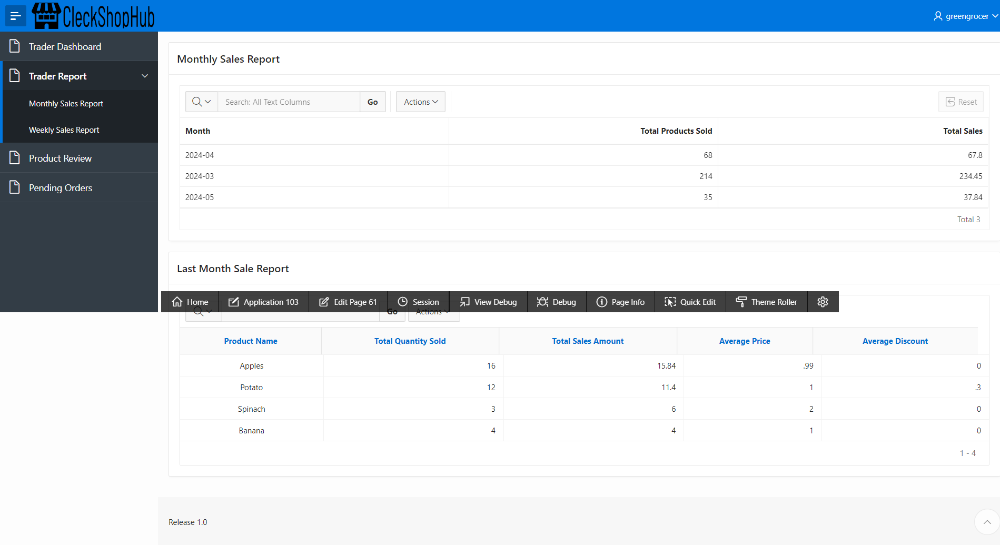 CleckShopHub
greengrocer
Trader Dashboard
Trader Report
Monthly Sales Report
Weekly Sales Report
Product Review
Pending Orders
Monthly Sales Report
Search: All Text Columns Go Actions Reset
Month Total Products Sold Total Sales
2024-04 68 67.8
2024-03 214 234.45
2024-05 35 37.84
Total 3
Last Month Sale Report
Home Application 103 Edit Page 61 Session View Debug Debug Page Info Quick Edit Theme Roller
Go Actions
Product Name Total Quantity Sold Total Sales Amount Average Price Average Discount
Apples 16 15.84 .99 0
Potato 12 11.4 1 .3
Spinach 3 6 2 0
Banana 4 4 1 0
1 - 4
Release 1.0